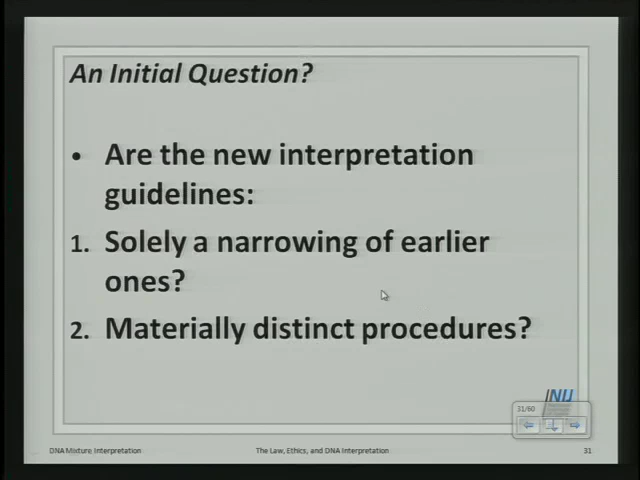 An Initial Question?
• Are the new interpretation
guidelines:
1. Solely a narrowing of earlier
ones?
2. Materially distinct procedures?
NIJ
31/60
DNA Mixture Interpretation
The Law, Ethics, and DNA Interpretation
31